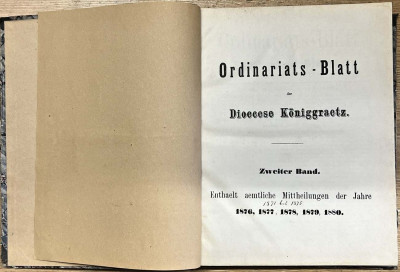 Ordinariats-Blatt
der
Dioecese Königgraetz.
Zweiter Band.
Enthaelt aemtliche Mittheilungen der Jahre
1876, 1877, 1878, 1879, 1880.